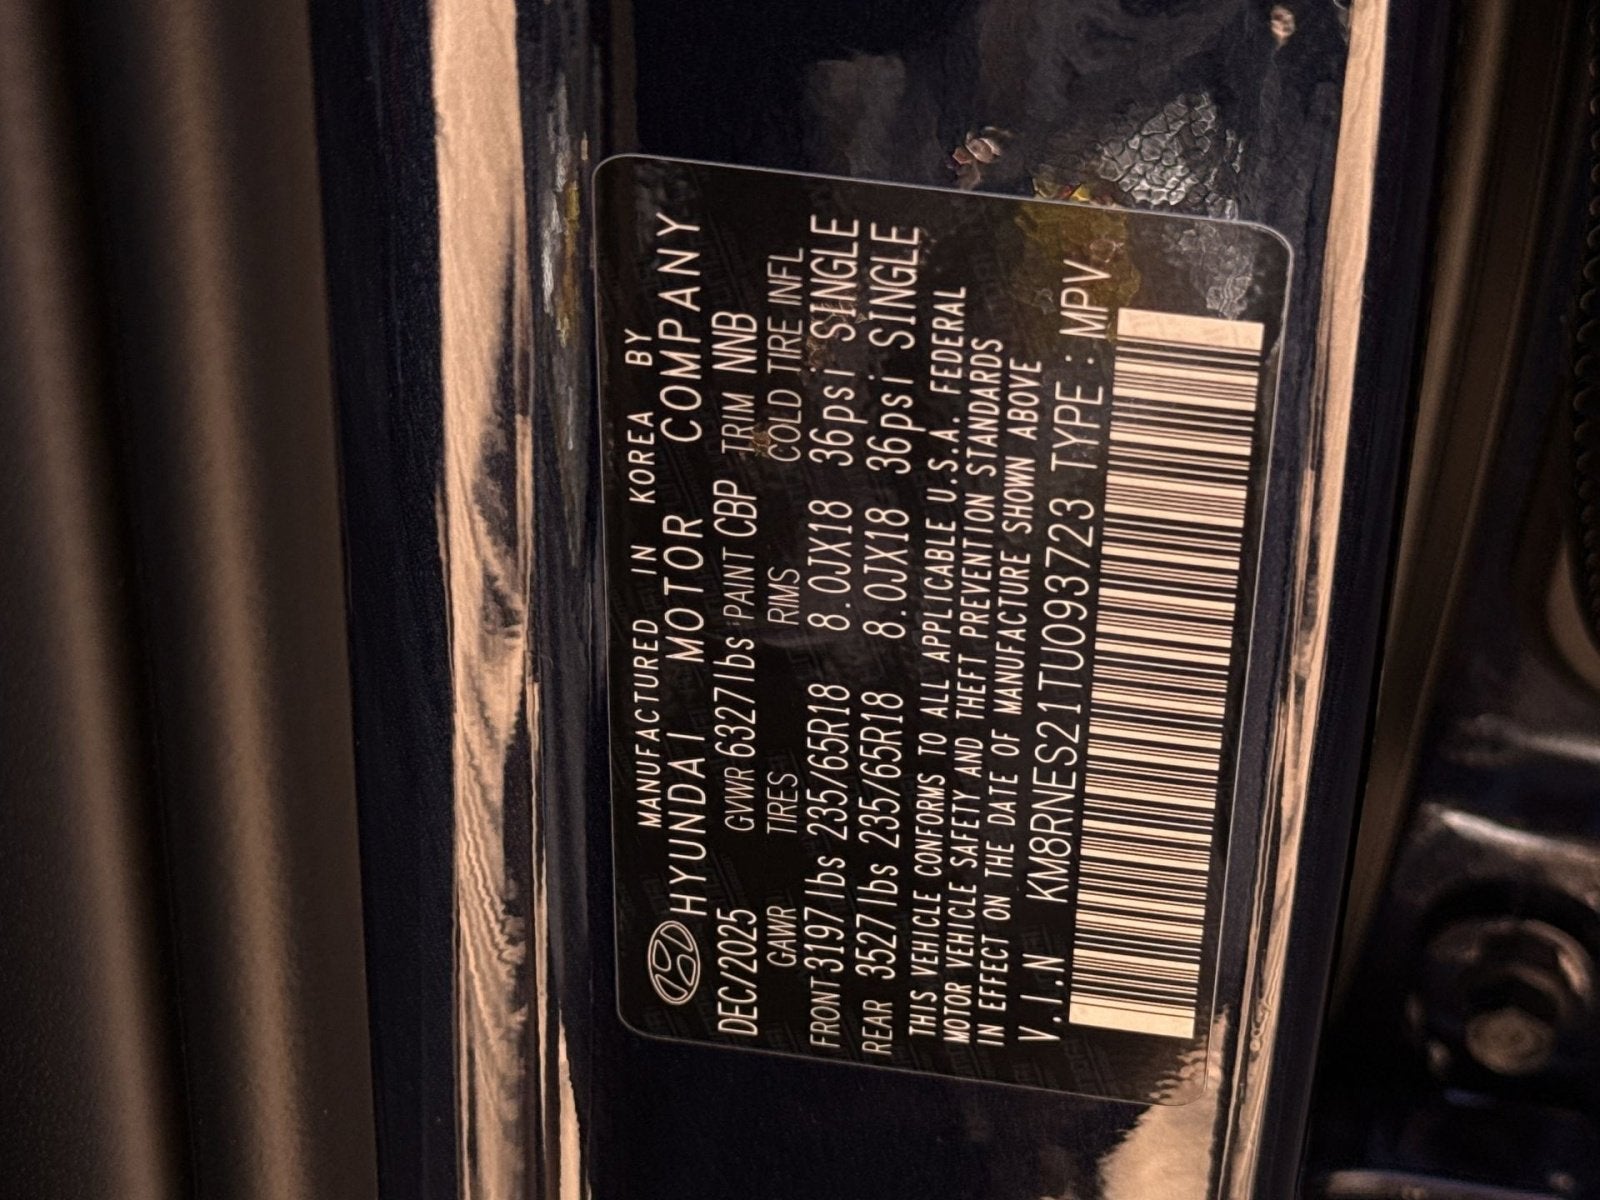 MANUFACTURED IN KOREA BY
HYUNDAI MOTOR COMPANY
DEC/2025 GVWR 6327lbs PAINT CBP TRIM NNB
GAWR TIRES RIMS COLD TIRE INFL
FRONT 3197lbs 235/65R18 8.0JX18 36psi SINGLE
REAR 3527lbs 235/65R18 8.0JX18 36psi SINGLE
THIS VEHICLE CONFORMS TO ALL APPLICABLE U.S.A. FEDERAL
MOTOR VEHICLE SAFETY AND THEFT PREVENTION STANDARDS
IN EFFECT ON THE DATE OF MANUFACTURE SHOWN ABOVE
V.I.N KM8RNES21TU093723 TYPE : MPV